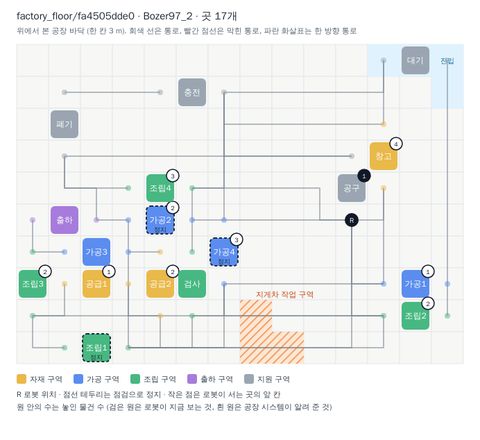 factory_floor/fa4505dde0 · Bozer97_2 · 곳 17개
위에서 본 공장 바닥 (한 칸 3 m). 회색 선은 통로, 빨간 점선은 막힌 통로, 파란 화살표는 한 방향 통로
대기
충전
폐기
창고 4
조립4 3
공구 1
출하
가공2 2
정지
R
가공3
가공4 3
정지
조립3 2
공급1 1
공급2 2
검사
가공1 1
지게차 작업 구역
조립2 2
조립1
정지
자재 구역
가공 구역
조립 구역
출하 구역
지원 구역
R 로봇 위치 · 점선 테두리는 점검으로 정지 · 작은 점은 로봇이 서는 곳의 앞 칸
원 안의 수는 놓인 물건 수 (검은 원은 로봇이 지금 보는 것, 흰 원은 공장 시스템이 알려 준 것)